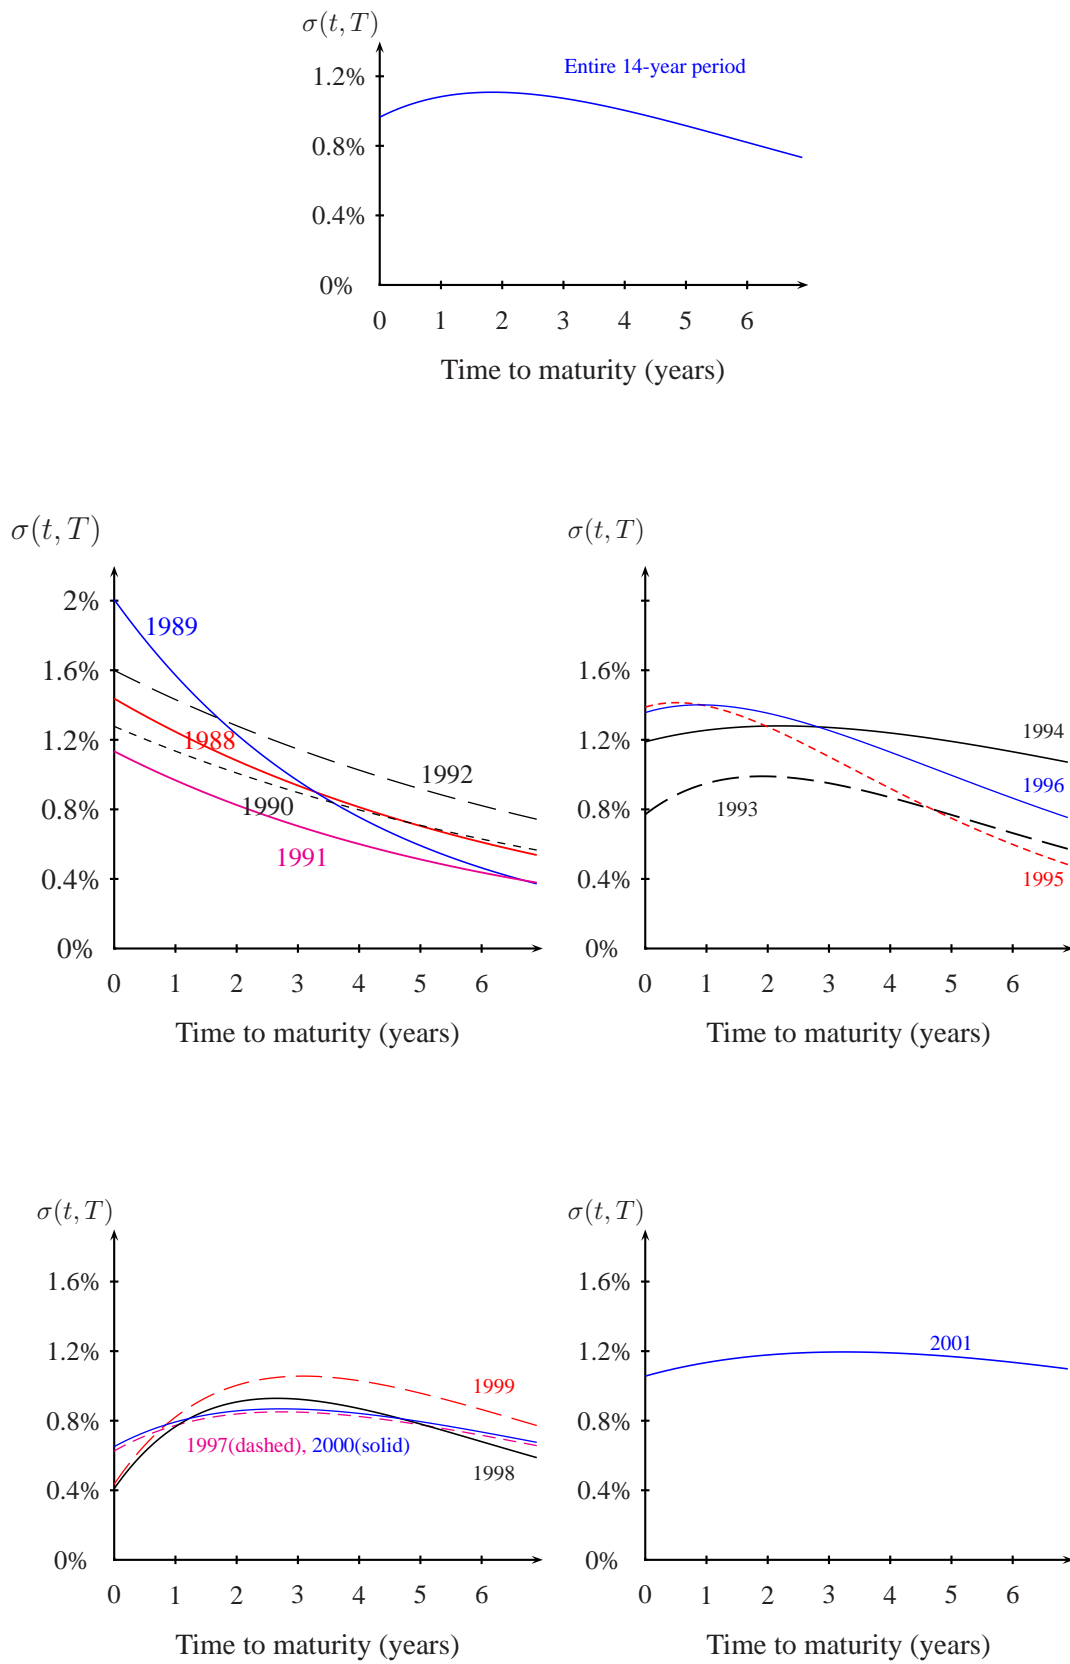 σ(t, T)
Entire 14-year period
1.2%
0.8%
0.4%
0%
0 1 2 3 4 5 6
Time to maturity (years)
σ(t, T)
2%
1989
1.6%
1.2%
1988
1992
0.8%
1990
1991
0.4%
0%
0 1 2 3 4 5 6
Time to maturity (years)
σ(t, T)
2%
1.6%
1.2%
1994
1996
0.8%
1993
1995
0.4%
0%
0 1 2 3 4 5 6
Time to maturity (years)
σ(t, T)
1.6%
1.2%
1999
0.8%
1997(dashed), 2000(solid)
1998
0.4%
0%
0 1 2 3 4 5 6
Time to maturity (years)
σ(t, T)
1.6%
1.2%
2001
0.8%
0.4%
0%
0 1 2 3 4 5 6
Time to maturity (years)